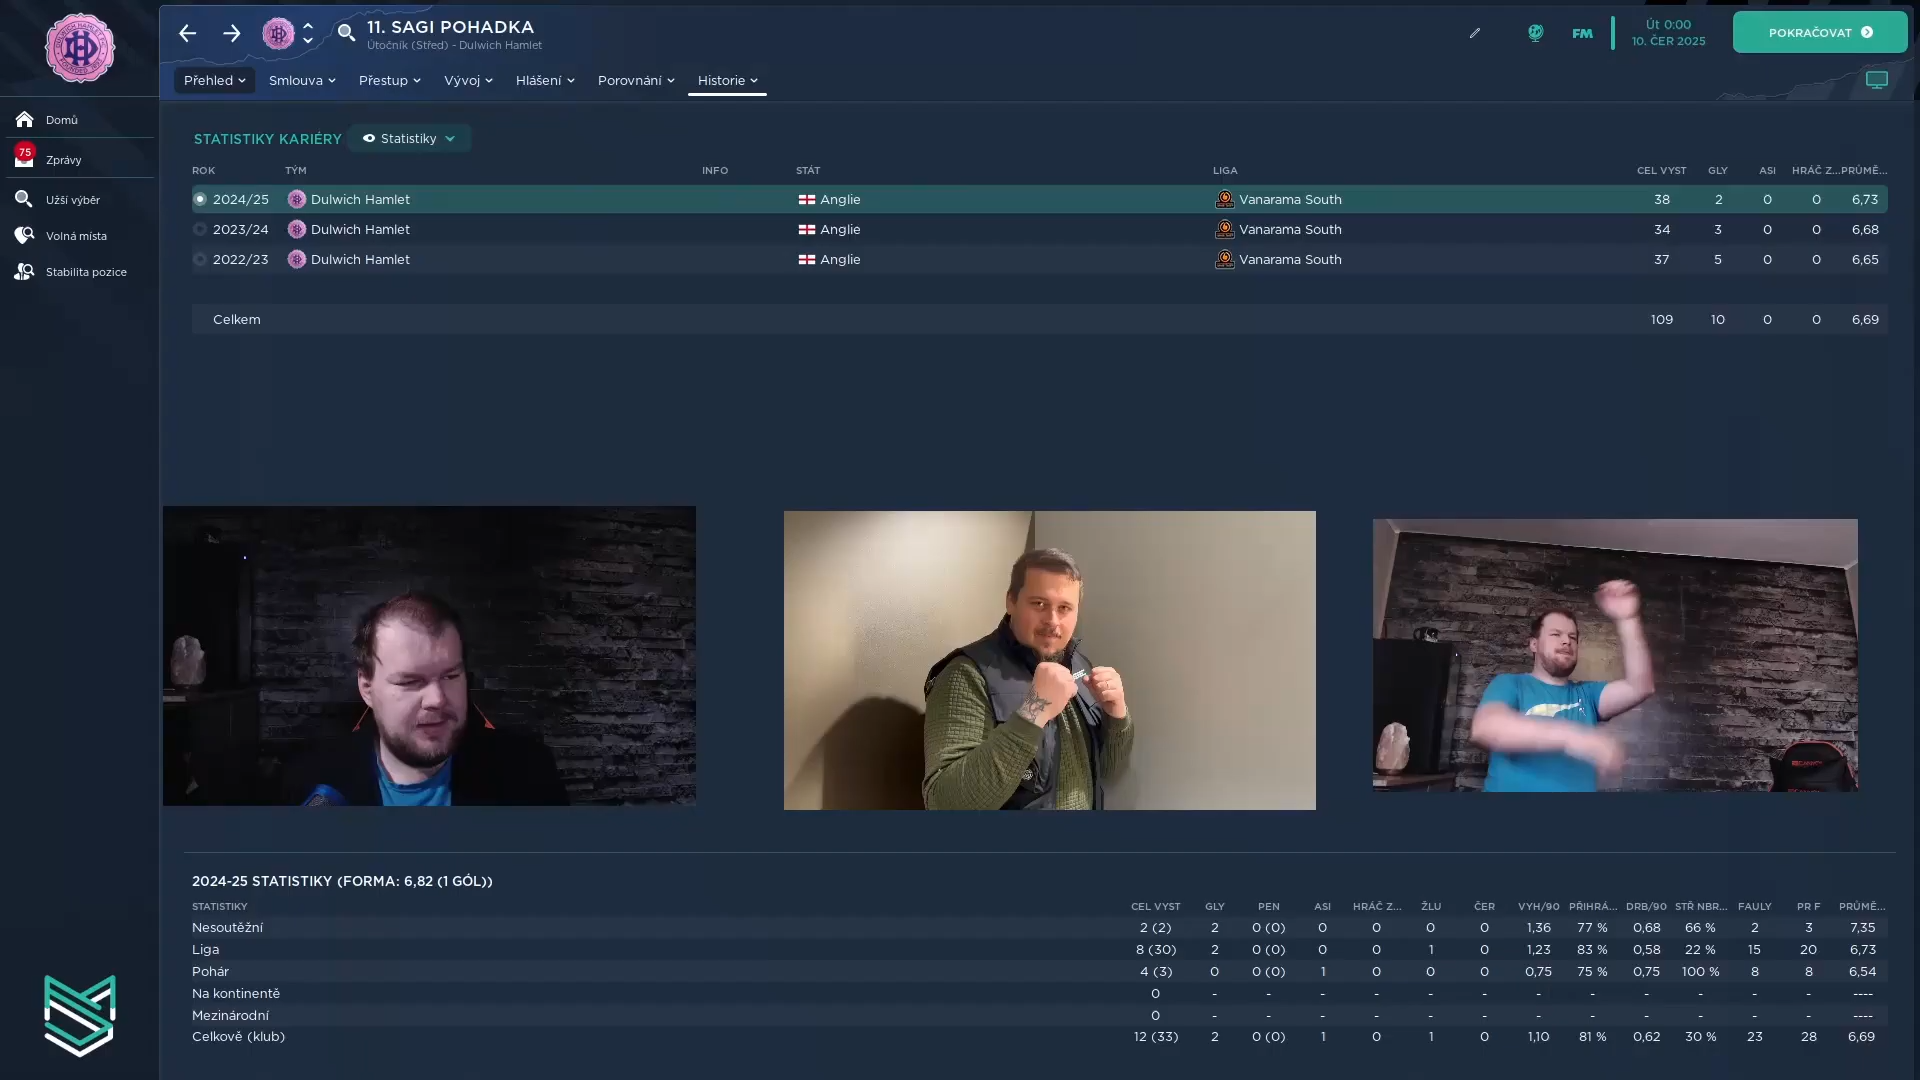 11. SAGI POHADKA
Útočník (Střed) - Dulwich Hamlet
FM
Út 0:00
10. ČER 2025
POKRAČOVAT
Přehled
Smlouva
Přestup
Vývoj
Hlášení
Porovnání
Historie
Domů
75
Zprávy
Užší výběr
Volná místa
Stabilita pozice
STATISTIKY KARIÉRY
Statistiky
ROK TÝM INFO STÁT LIGA CEL VYST GLY ASI HRÁČ Z... PRŮMĚ...
2024/25 Dulwich Hamlet Anglie Vanarama South 38 2 0 0 6,73
2023/24 Dulwich Hamlet Anglie Vanarama South 34 3 0 0 6,68
2022/23 Dulwich Hamlet Anglie Vanarama South 37 5 0 0 6,65
Celkem 109 10 0 0 6,69
2024-25 STATISTIKY (FORMA: 6,82 (1 GÓL))
STATISTIKY CEL VYST GLY PEN ASI HRÁČ Z... ŽLU ČER VYH/90 PŘIHRÁ... DRB/90 STŘ NBR... FAULY PR F PRŮMĚ...
Nesoutěžní 2 (2) 2 0 (0) 0 0 0 0 1,36 77 % 0,68 66 % 2 3 7,35
Liga 8 (30) 2 0 (0) 0 0 1 0 1,23 83 % 0,58 22 % 15 20 6,73
Pohár 4 (3) 0 0 (0) 1 0 0 0 0,75 75 % 0,75 100 % 8 8 6,54
Na kontinentě 0 - - - - - - - - - - - - ----
Mezinárodní 0 - - - - - - - - - - - - ----
Celkově (klub) 12 (33) 2 0 (0) 1 0 1 0 1,10 81 % 0,62 30 % 23 28 6,69